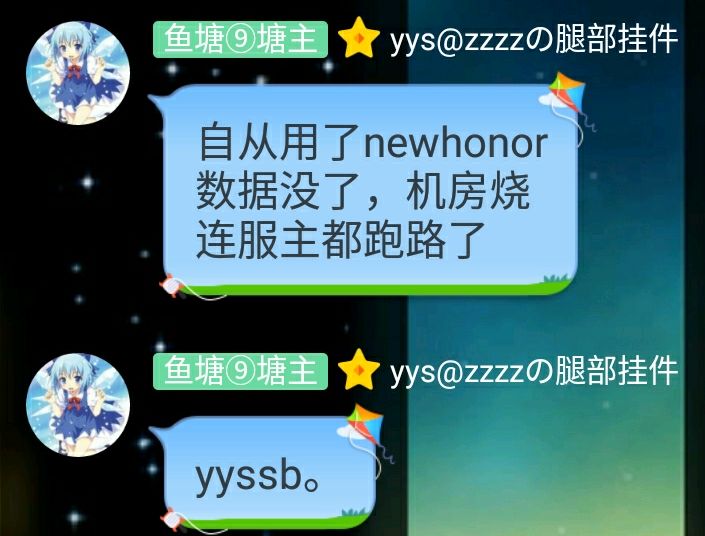 鱼塘⑨塘主 yys@zzzzの腿部挂件
自从用了newhonor
数据没了，机房烧
连服主都跑路了
鱼塘⑨塘主 yys@zzzzの腿部挂件
yyssb。